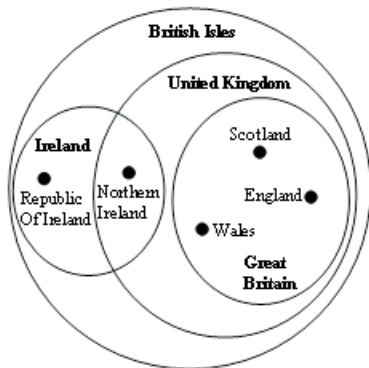 British Isles
United Kingdom
Scotland
Ireland
Republic
Of Ireland
Northern
Ireland
England
Wales
Great
Britain